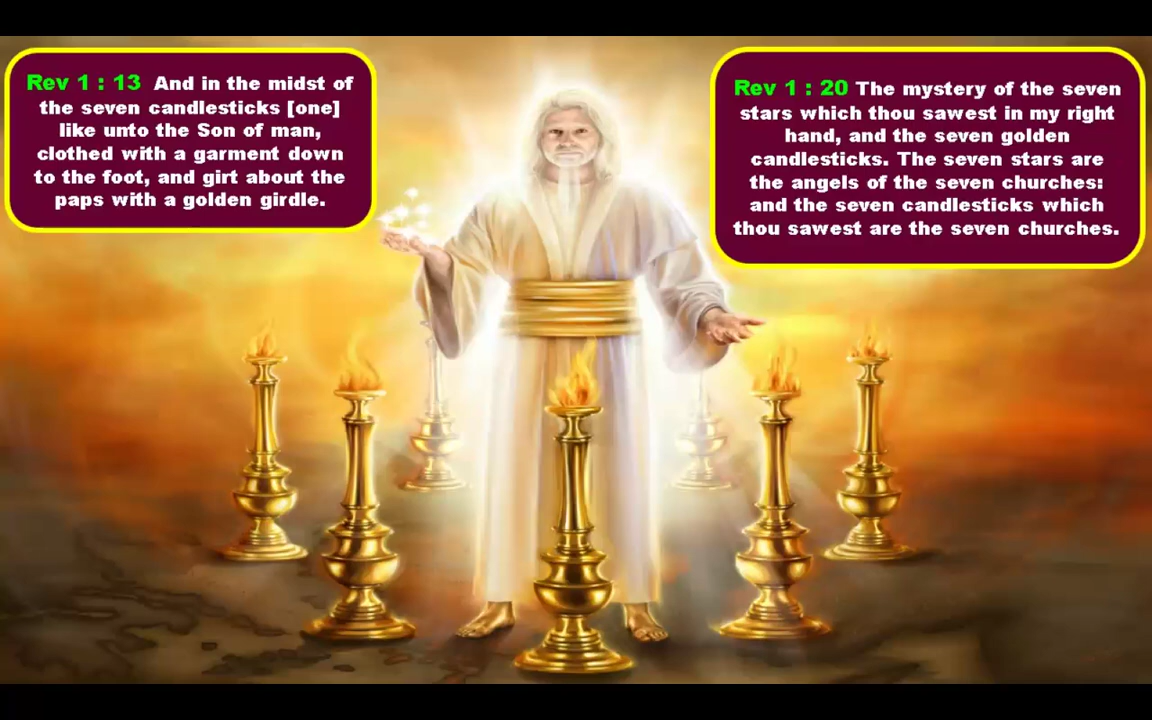 Rev 1 : 13 And in the midst of
the seven candlesticks [one]
like unto the Son of man,
clothed with a garment down
to the foot, and girt about the
paps with a golden girdle.
Rev 1 : 20 The mystery of the seven
stars which thou sawest in my right
hand, and the seven golden
candlesticks. The seven stars are
the angels of the seven churches:
and the seven candlesticks which
thou sawest are the seven churches.